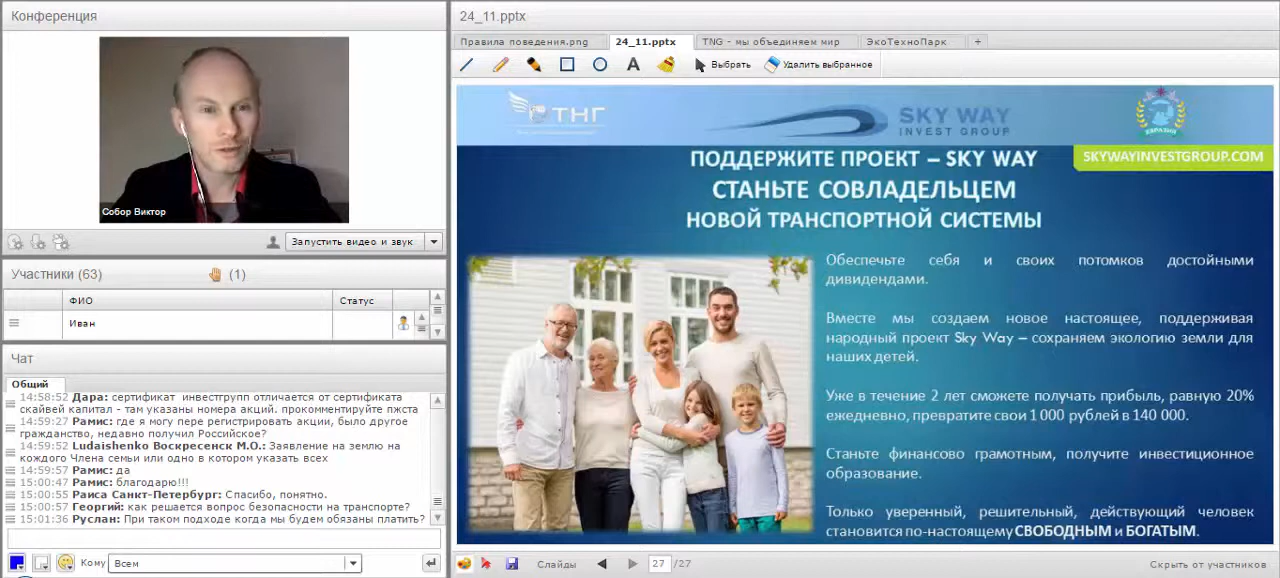 Конференция
Собор Виктор
Запустить видео и звук
Участники (63)
(1)
ФИО
Статус
Иван
Чат
Общий
14:58:52 Дара: сертификат инвестгрупп отличается от сертификата
скайвей капитал - там указаны номера акций. прокомментируйте пжста
14:59:27 Рамис: где я могу пере регистрировать акции, было другое
гражданство, недавно получил Российское?
14:59:52 Ludaishenko Воскресенск М.О.: Заявление на землю на
каждого Члена семьи или одно в котором указать всех
14:59:57 Рамис: да
15:00:47 Рамис: благодарю!!!
15:00:55 Раиса Санкт-Петербург: Спасибо, понятно.
15:00:57 Георгий: как решается вопрос безопасности на транспорте?
15:01:36 Руслан: При таком подходе когда мы будем обязаны платить?
Кому
Всем
24_11.pptx
Правила поведения.png
24_11.pptx
TNG - мы объединяем мир
ЭкоТехноПарк
+
A
Выбрать
Удалить выбранное
ТНГ
SKY WAY
INVEST GROUP
ЕВРАЗИЯ
SKYWAYINVESTGROUP.COM
ПОДДЕРЖИТЕ ПРОЕКТ – SKY WAY
СТАНЬТЕ СОВЛАДЕЛЬЦЕМ
НОВОЙ ТРАНСПОРТНОЙ СИСТЕМЫ
Обеспечьте себя и своих потомков достойными
дивидендами.
Вместе мы создаем новое настоящее, поддерживая
народный проект Sky Way – сохраняем экологию земли для
наших детей.
Уже в течение 2 лет сможете получать прибыль, равную 20%
ежедневно, превратите свои 1 000 рублей в 140 000.
Станьте финансово грамотным, получите инвестиционное
образование.
Только уверенный, решительный, действующий человек
становится по-настоящему СВОБОДНЫМ и БОГАТЫМ.
Слайды
27 /27
Скрыть от участников